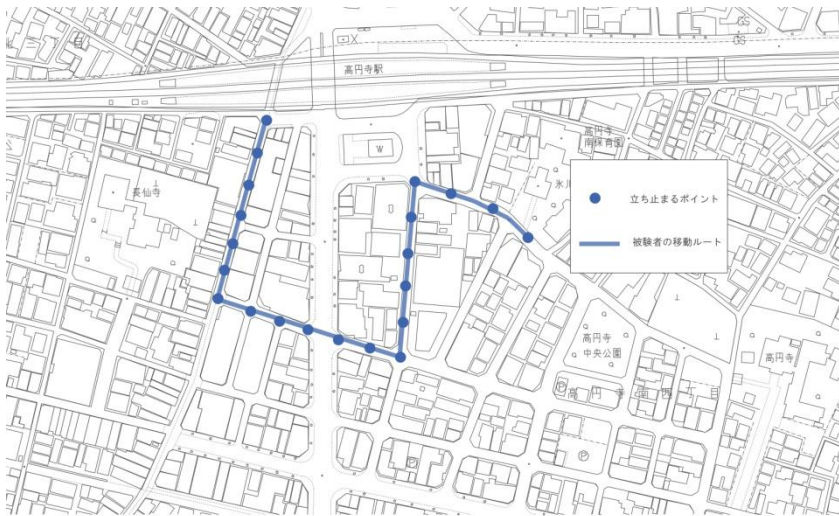 高円寺駅
W
長仙寺
高円寺
南保育園
氷川
立ち止まるポイント
被験者の移動ルート
高円寺
中央公園
高円寺
P
高円寺南四丁目
P
P